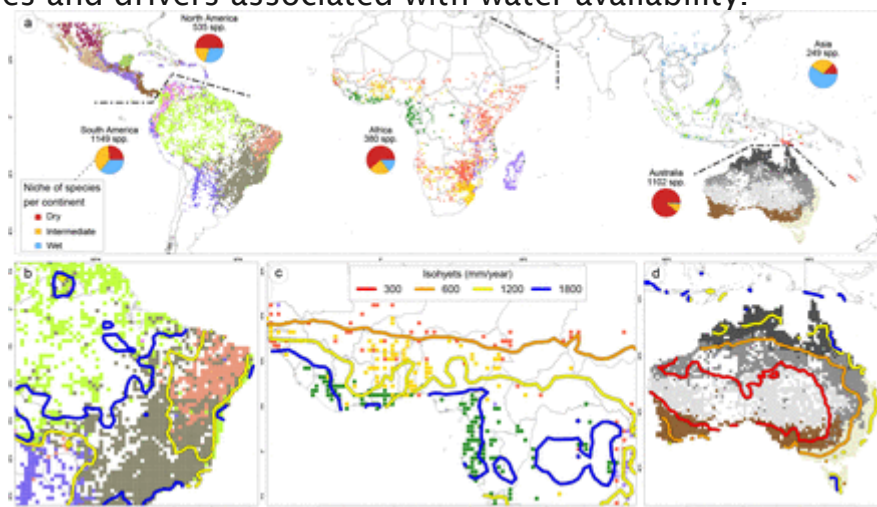 es and drivers associated with water availability.
a
North America
535 spp.
Asia
249 spp.
South America
1149 spp.
Africa
380 spp.
Australia
1102 spp.
Niche of species
per continent
Dry
Intermediate
Wet
b
c
Isohyets (mm/year)
300 600 1200 1800
d